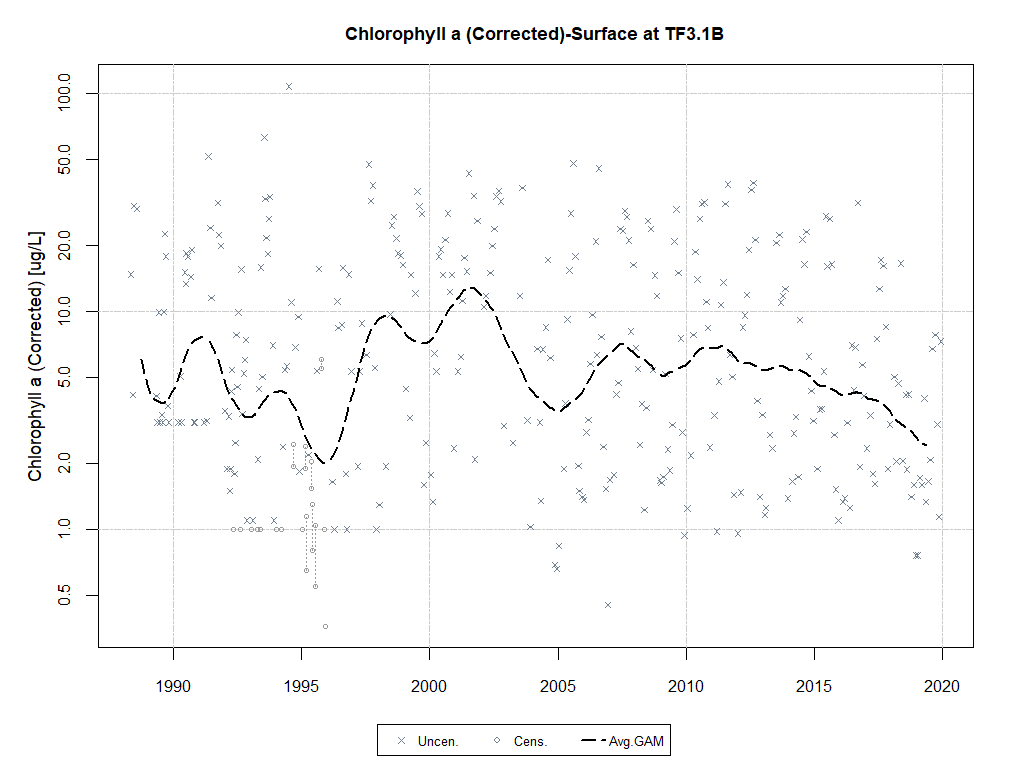 Chlorophyll a (Corrected)-Surface at TF3.1B
Chlorophyll a (Corrected) [ug/L]
100.0
50.0
20.0
10.0
5.0
2.0
1.0
0.5
1990 1995 2000 2005 2010 2015 2020
Uncen. Cens. Avg.GAM